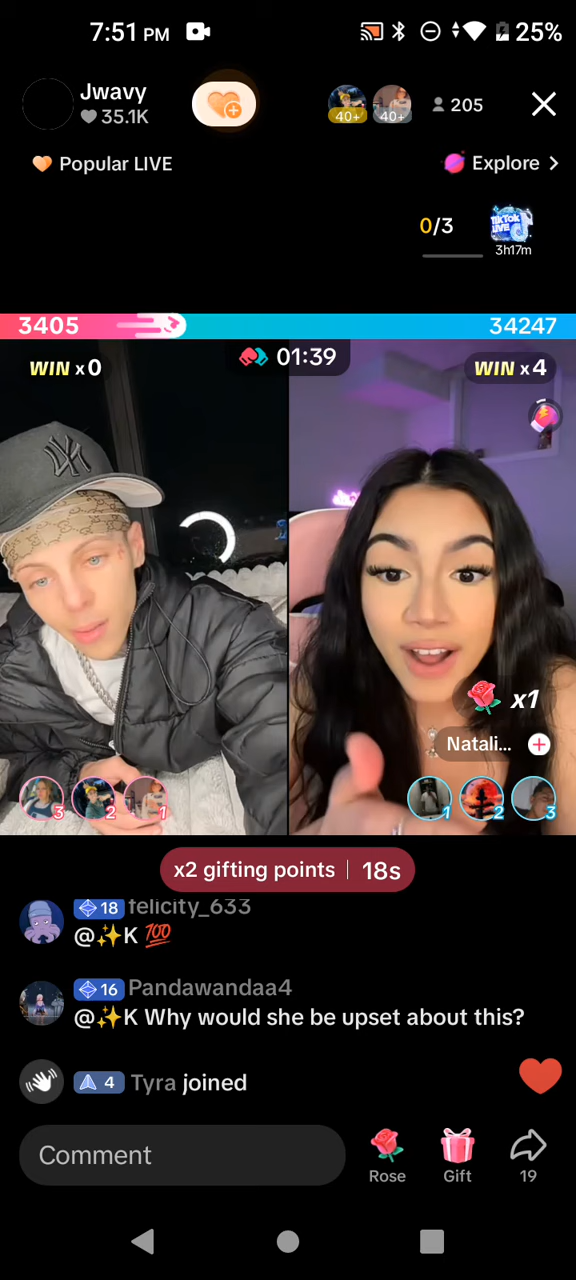 7:51 PM
25%
Jwavy
35.1K
40+
40+
205
Popular LIVE
Explore >
0/3
TikTok LIVE
3h17m
3405
34247
WIN x0
01:39
WIN x4
NY
x1
Natali...
3
2
1
1
2
3
x2 gifting points | 18s
18 felicity_633
@✨K 💯
16 Pandawandaa4
@✨K Why would she be upset about this?
4 Tyra joined
Comment
Rose
Gift
19